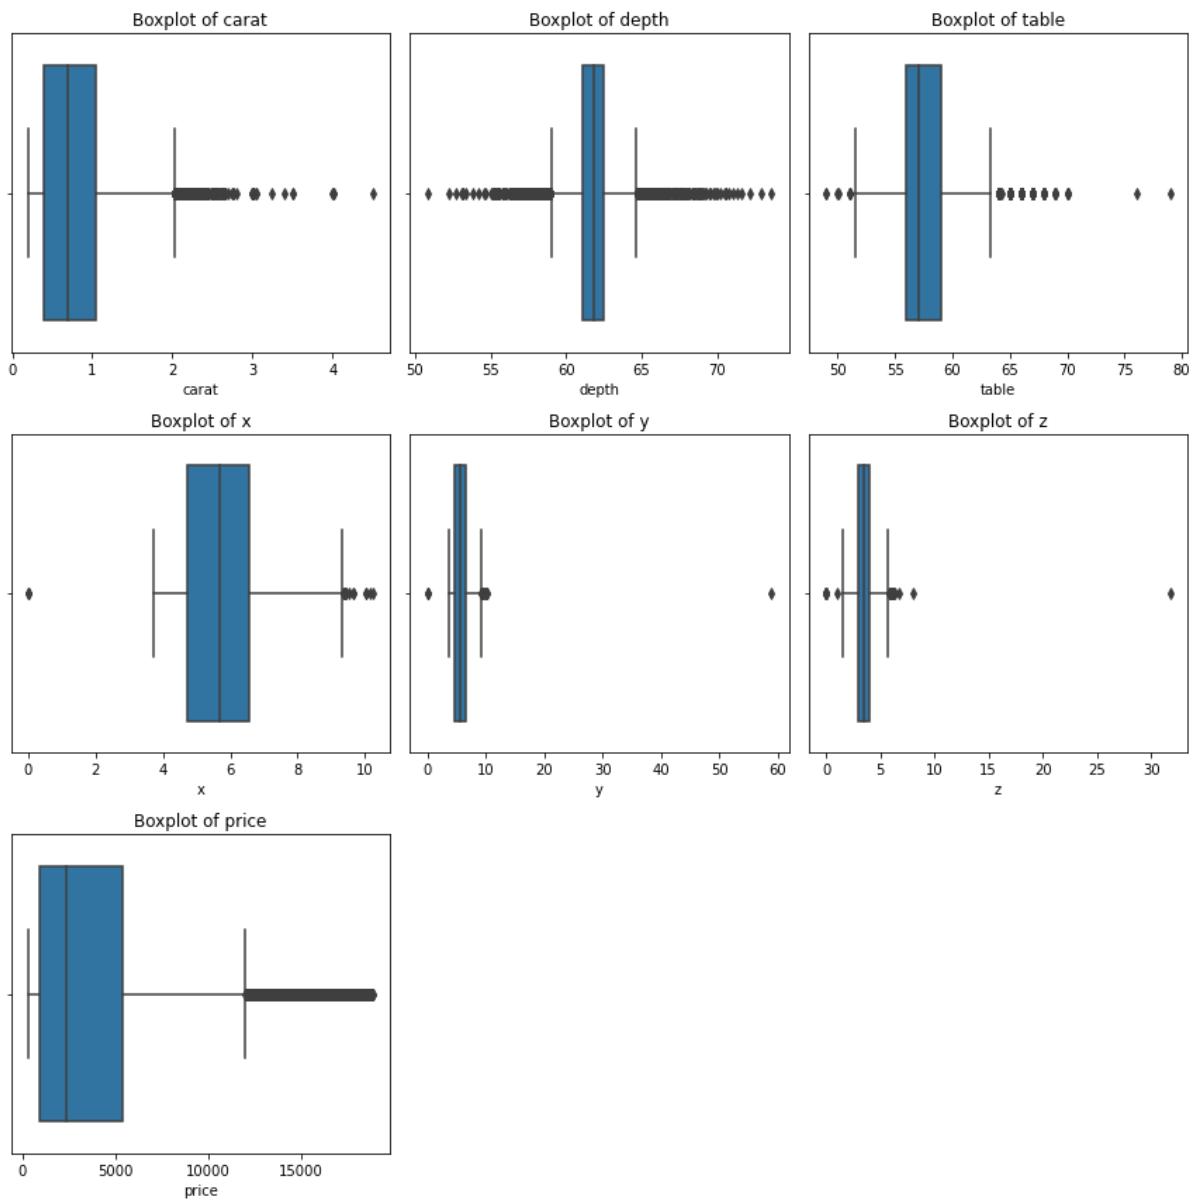 Boxplot of carat
Boxplot of depth
Boxplot of table
0 1 2 3 4
50 55 60 65 70
50 55 60 65 70 75 80
carat
depth
table
Boxplot of x
Boxplot of y
Boxplot of z
0 2 4 6 8 10
0 10 20 30 40 50 60
0 5 10 15 20 25 30
x
y
z
Boxplot of price
0 5000 10000 15000
price